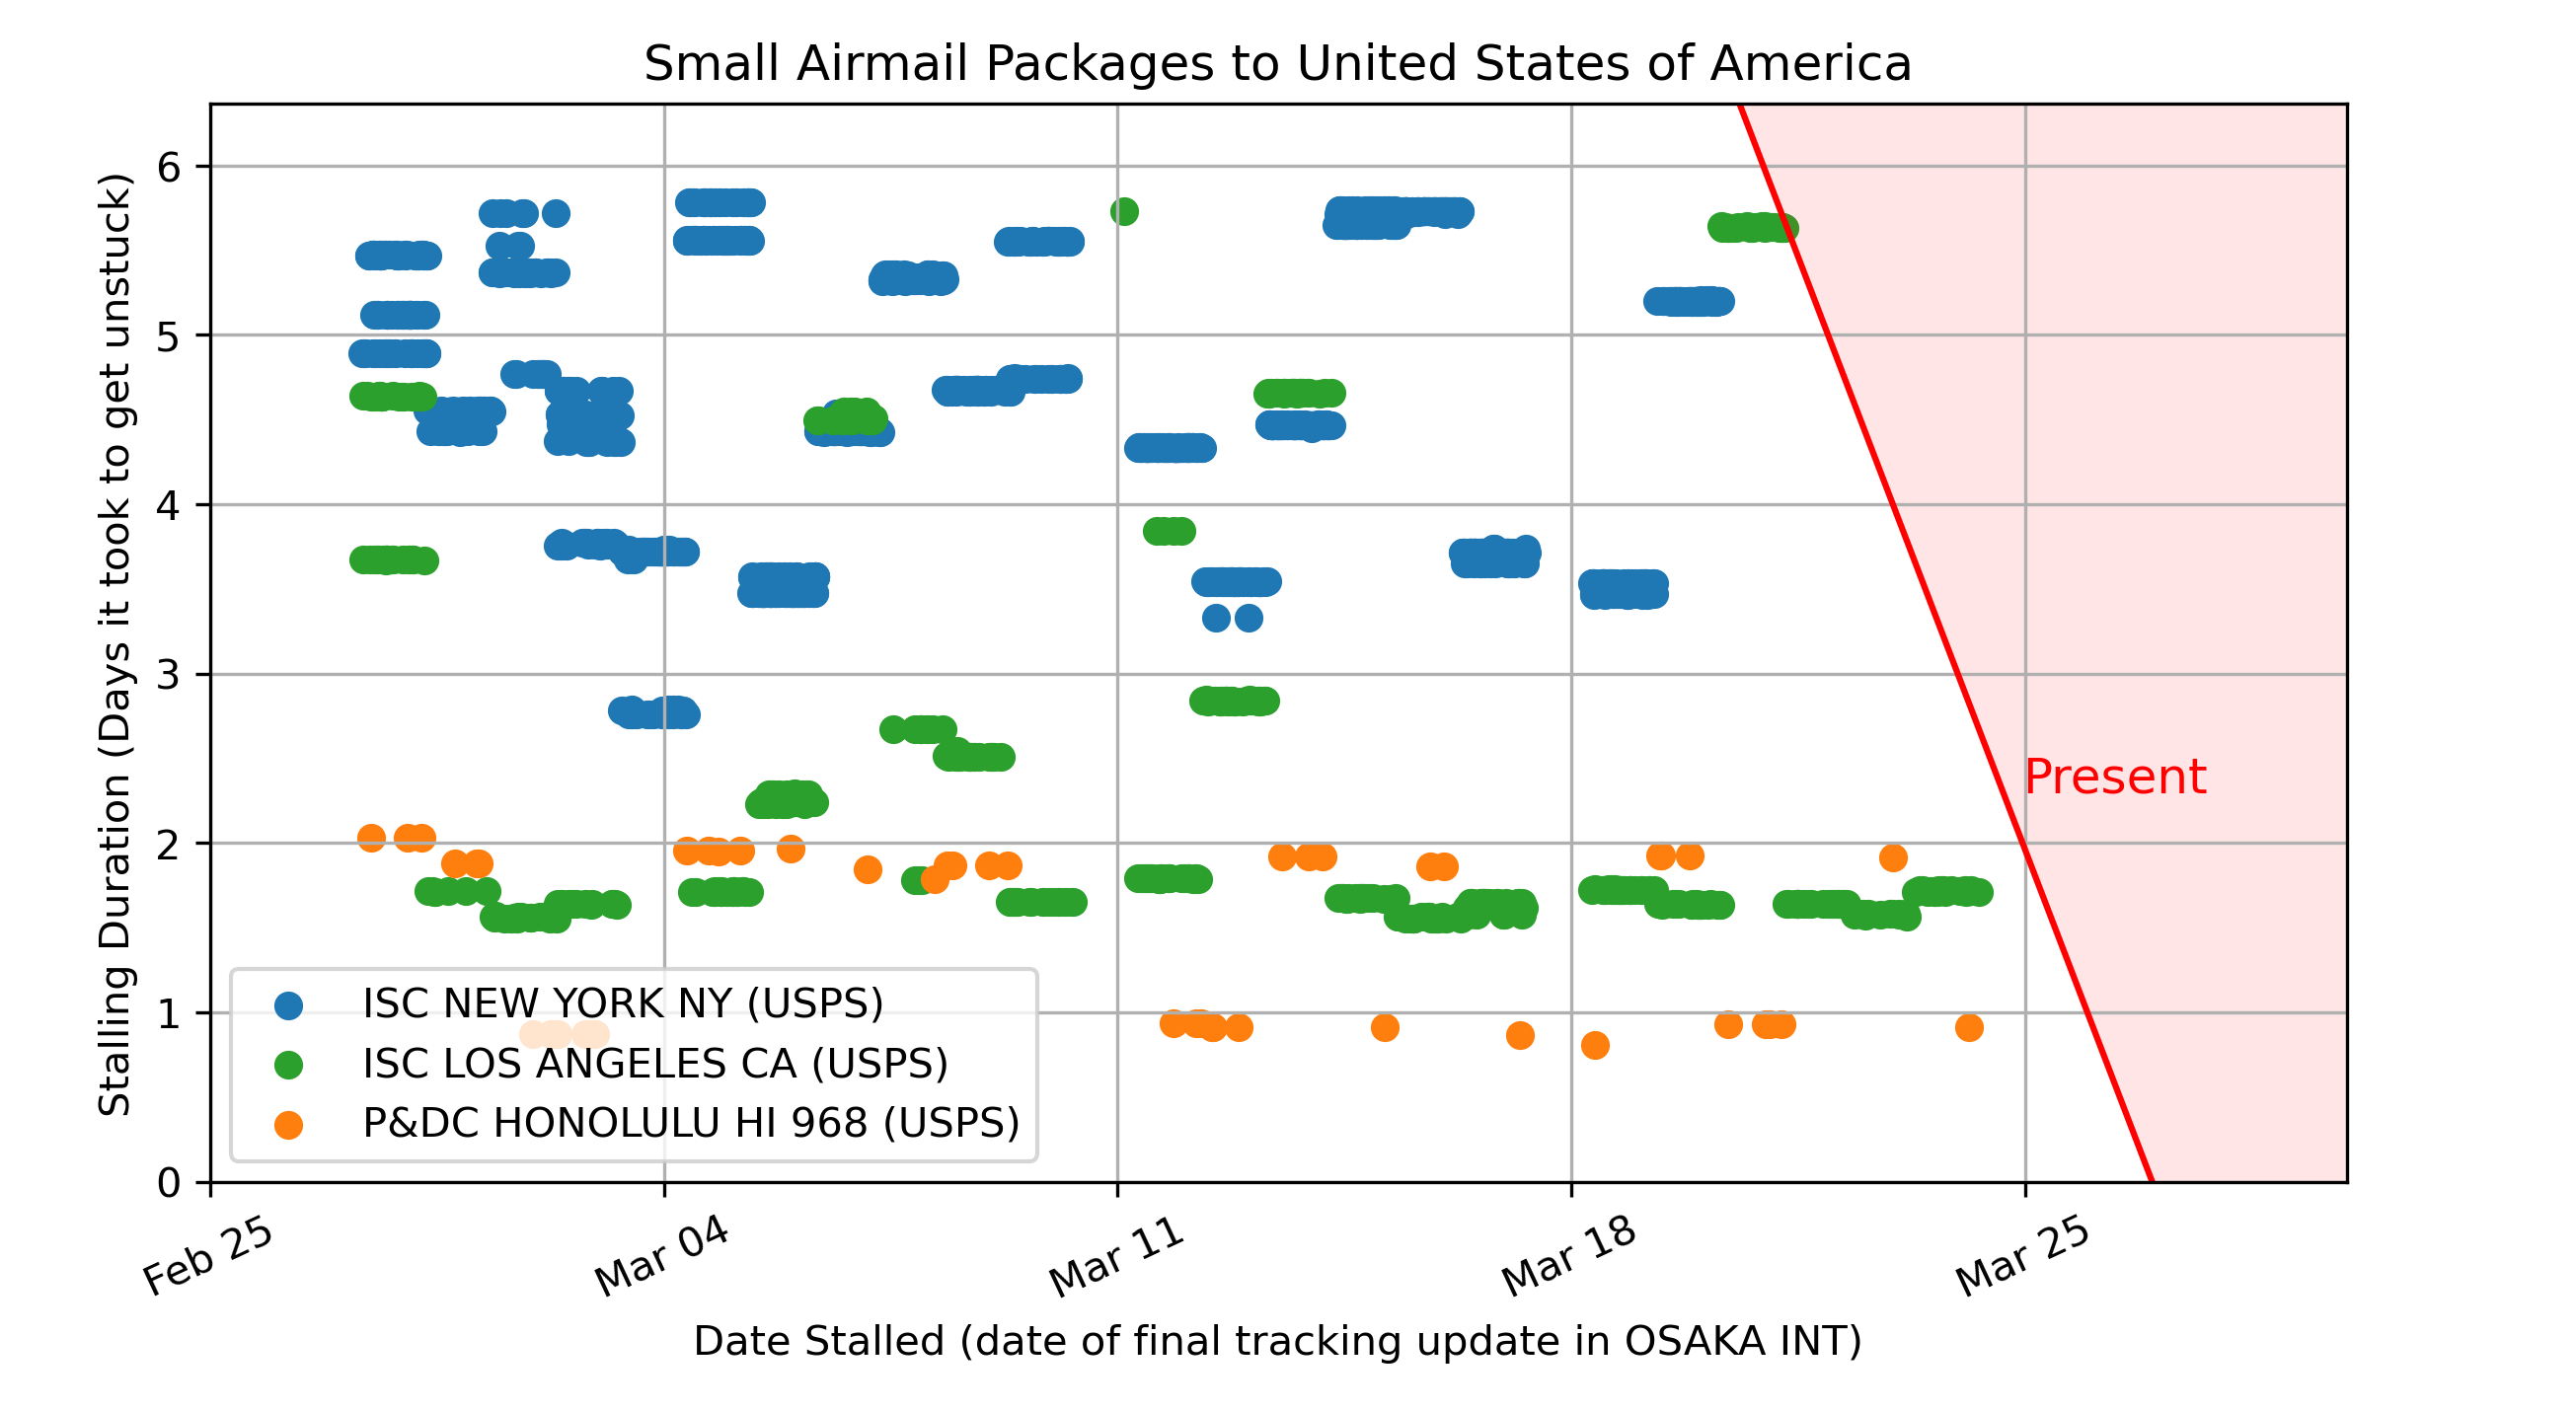 Small Airmail Packages to United States of America
Stalling Duration (Days it took to get unstuck)
6
5
4
3
2
1
0
Present
ISC NEW YORK NY (USPS)
ISC LOS ANGELES CA (USPS)
P&DC HONOLULU HI 968 (USPS)
Feb 25
Mar 04
Mar 11
Mar 18
Mar 25
Date Stalled (date of final tracking update in OSAKA INT)